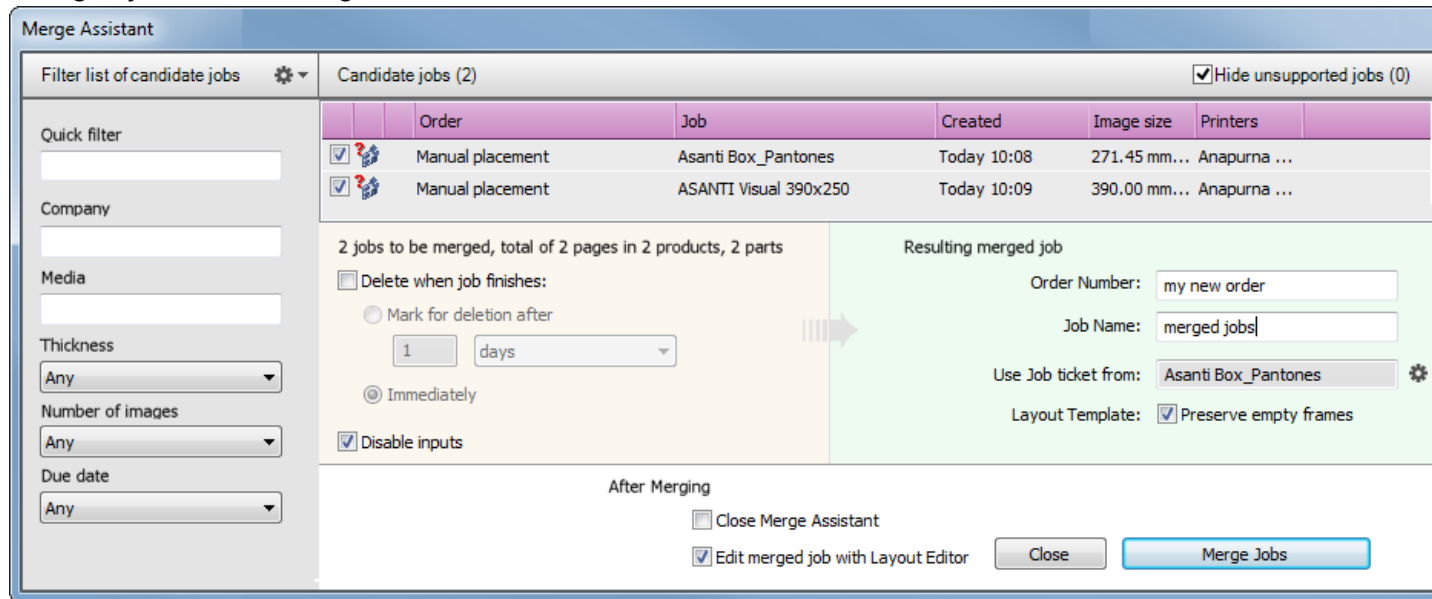 Merge Assistant
Filter list of candidate jobs
Candidate jobs (2)
Hide unsupported jobs (0)
Quick filter
Company
Media
Thickness
Any
Number of images
Any
Due date
Any
Order Job Created Image size Printers
Manual placement Asanti Box_Pantones Today 10:08 271.45 mm... Anapurna ...
Manual placement ASANTI Visual 390x250 Today 10:09 390.00 mm... Anapurna ...
2 jobs to be merged, total of 2 pages in 2 products, 2 parts
Delete when job finishes:
Mark for deletion after
1 days
Immediately
Disable inputs
Resulting merged job
Order Number: my new order
Job Name: merged jobs
Use Job ticket from: Asanti Box_Pantones
Layout Template: Preserve empty frames
After Merging
Close Merge Assistant
Edit merged job with Layout Editor
Close
Merge Jobs